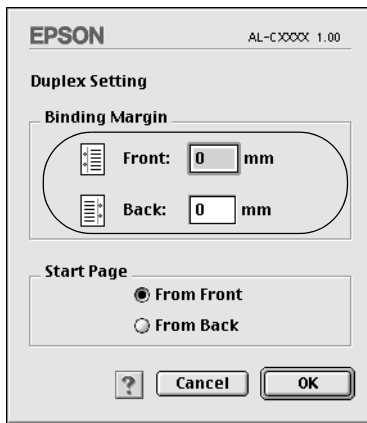 EPSON AL-CXXXX 1.00
Duplex Setting
Binding Margin
Front: 0 mm
Back: 0 mm
Start Page
From Front
From Back
? Cancel OK